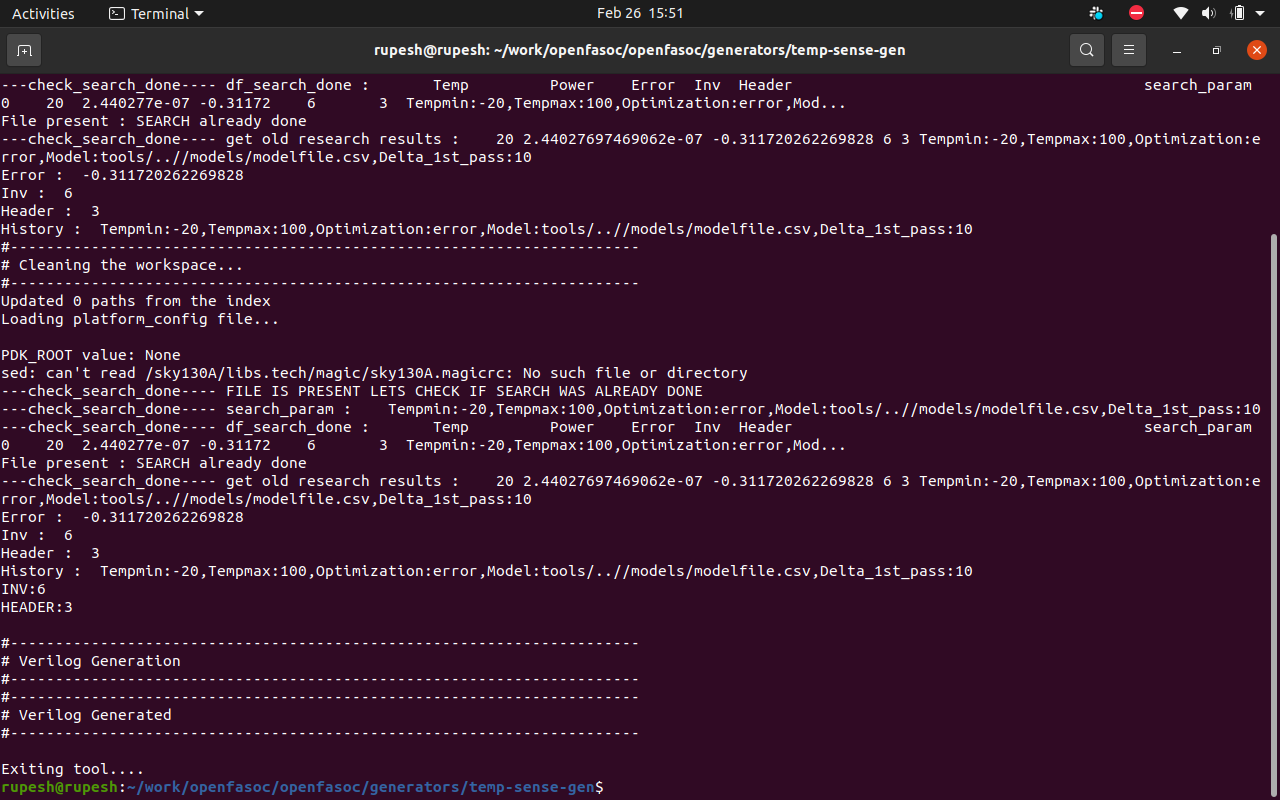 Activities Terminal Feb 26 15:51
rupesh@rupesh: ~/work/openfasoc/openfasoc/generators/temp-sense-gen
---check_search_done---- df_search_done :       Temp         Power    Error  Inv  Header                                       search_param
0    20  2.440277e-07 -0.31172    6       3  Tempmin:-20,Tempmax:100,Optimization:error,Mod...
File present : SEARCH already done
---check_search_done---- get old research results :    20 2.44027697469062e-07 -0.311720262269828 6 3 Tempmin:-20,Tempmax:100,Optimization:e
rror,Model:tools/..//models/modelfile.csv,Delta_1st_pass:10
Error :  -0.311720262269828
Inv :  6
Header :  3
History :  Tempmin:-20,Tempmax:100,Optimization:error,Model:tools/..//models/modelfile.csv,Delta_1st_pass:10
#----------------------------------------------------------------------
# Cleaning the workspace...
#----------------------------------------------------------------------
Updated 0 paths from the index
Loading platform_config file...
PDK_ROOT value: None
sed: can't read /sky130A/libs.tech/magic/sky130A.magicrc: No such file or directory
---check_search_done---- FILE IS PRESENT LETS CHECK IF SEARCH WAS ALREADY DONE
---check_search_done---- search_param :    Tempmin:-20,Tempmax:100,Optimization:error,Model:tools/..//models/modelfile.csv,Delta_1st_pass:10
---check_search_done---- df_search_done :       Temp         Power    Error  Inv  Header                                       search_param
0    20  2.440277e-07 -0.31172    6       3  Tempmin:-20,Tempmax:100,Optimization:error,Mod...
File present : SEARCH already done
---check_search_done---- get old research results :    20 2.44027697469062e-07 -0.311720262269828 6 3 Tempmin:-20,Tempmax:100,Optimization:e
rror,Model:tools/..//models/modelfile.csv,Delta_1st_pass:10
Error :  -0.311720262269828
Inv :  6
Header :  3
History :  Tempmin:-20,Tempmax:100,Optimization:error,Model:tools/..//models/modelfile.csv,Delta_1st_pass:10
INV:6
HEADER:3
#----------------------------------------------------------------------
# Verilog Generation
#----------------------------------------------------------------------
#----------------------------------------------------------------------
# Verilog Generated
#----------------------------------------------------------------------
Exiting tool....
rupesh@rupesh:~/work/openfasoc/openfasoc/generators/temp-sense-gen$